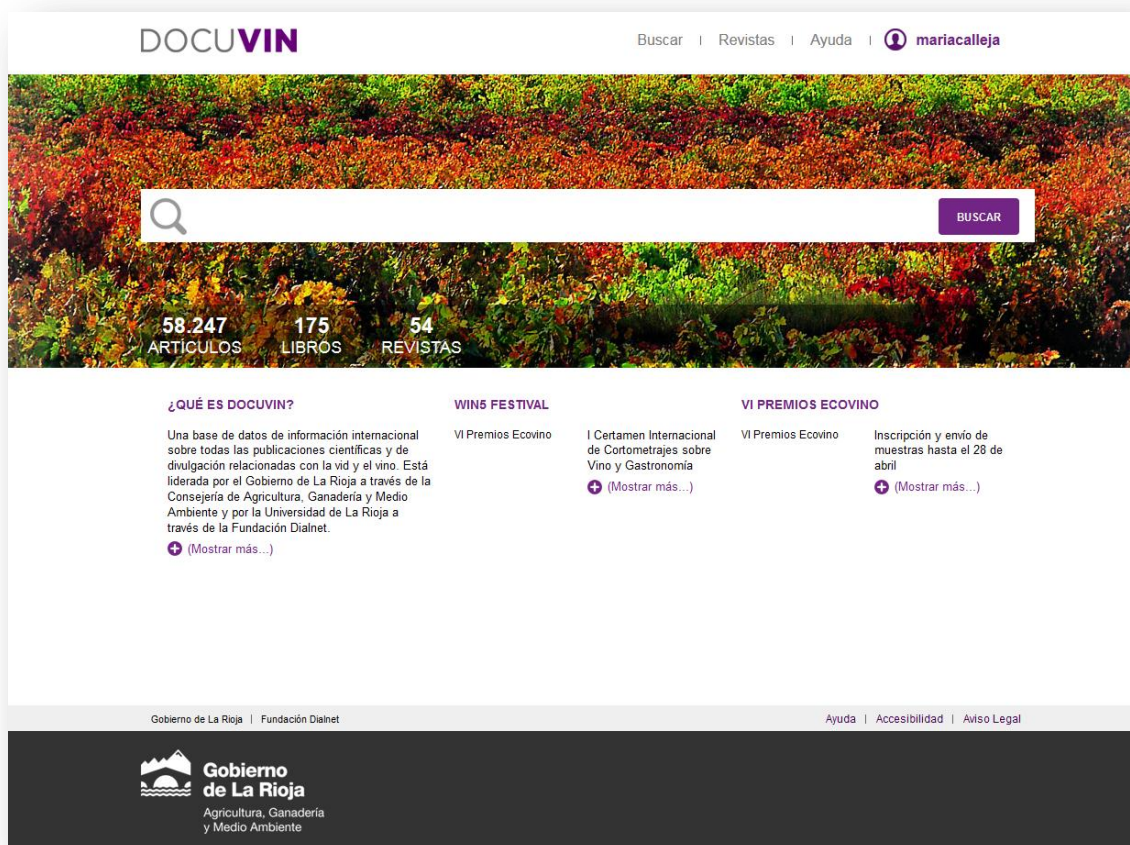 DOCUVIN
Buscar | Revistas | Ayuda | mariacalleja
BUSCAR
58.247 175 54
ARTÍCULOS LIBROS REVISTAS
¿QUÉ ES DOCUVIN?
Una base de datos de información internacional
sobre todas las publicaciones científicas y de
divulgación relacionadas con la vid y el vino. Está
liderada por el Gobierno de La Rioja a través de la
Consejería de Agricultura, Ganadería y Medio
Ambiente y por la Universidad de La Rioja a
través de la Fundación Dialnet.
(Mostrar más...)
WIN5 FESTIVAL
VI Premios Ecovino
I Certamen Internacional
de Cortometrajes sobre
Vino y Gastronomía
(Mostrar más...)
VI PREMIOS ECOVINO
VI Premios Ecovino
Inscripción y envío de
muestras hasta el 28 de
abril
(Mostrar más...)
Gobierno de La Rioja | Fundación Dialnet
Ayuda | Accesibilidad | Aviso Legal
Gobierno
de La Rioja
Agricultura, Ganadería
y Medio Ambiente